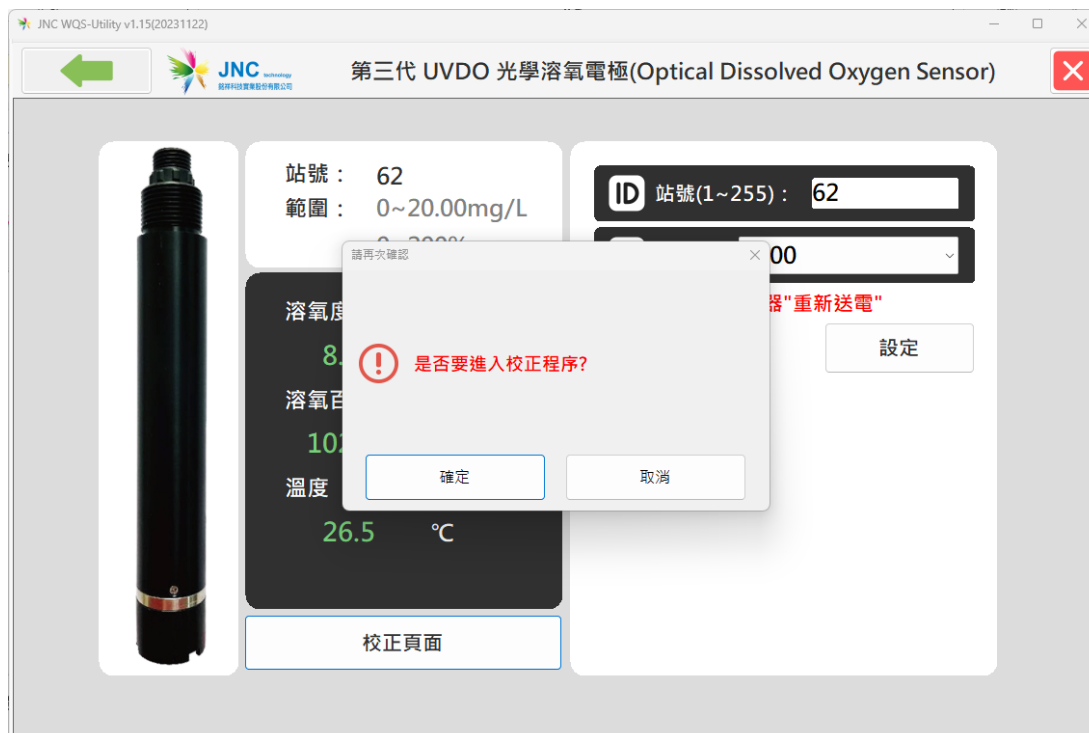 JNC WQS-Utility v1.15(20231122)
JNC technology
第三代 UVDO 光學溶氧電極(Optical Dissolved Oxygen Sensor)
站號： 62
範圍： 0~20.00mg/L
ID 站號(1~255)： 62
00
請再次確認
器"重新送電"
溶氧度
8.
是否要進入校正程序?
設定
溶氧百
102
確定
取消
溫度
26.5 ℃
校正頁面